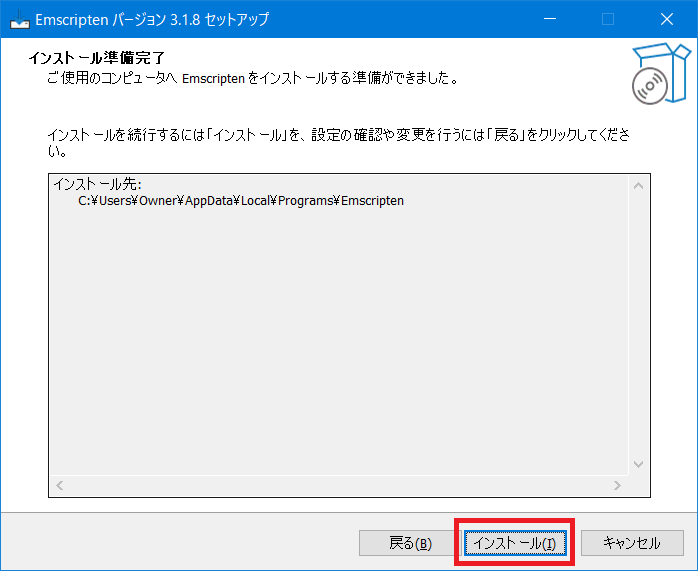 Emscripten バージョン 3.1.8 セットアップ
インストール準備完了
ご使用のコンピュータへ Emscripten をインストールする準備ができました。
インストールを続行するには「インストール」を、設定の確認や変更を行うには「戻る」をクリックしてくださ
い。
インストール先:
C:¥Users¥Owner¥AppData¥Local¥Programs¥Emscripten
戻る(B)
インストール(I)
キャンセル